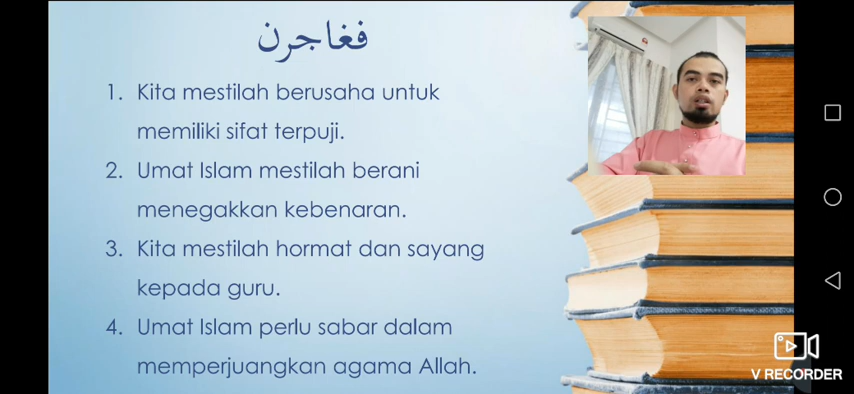 فغاجرن
1. Kita mestilah berusaha untuk
memiliki sifat terpuji.
2. Umat Islam mestilah berani
menegakkan kebenaran.
3. Kita mestilah hormat dan sayang
kepada guru.
4. Umat Islam perlu sabar dalam
memperjuangkan agama Allah.
V RECORDER